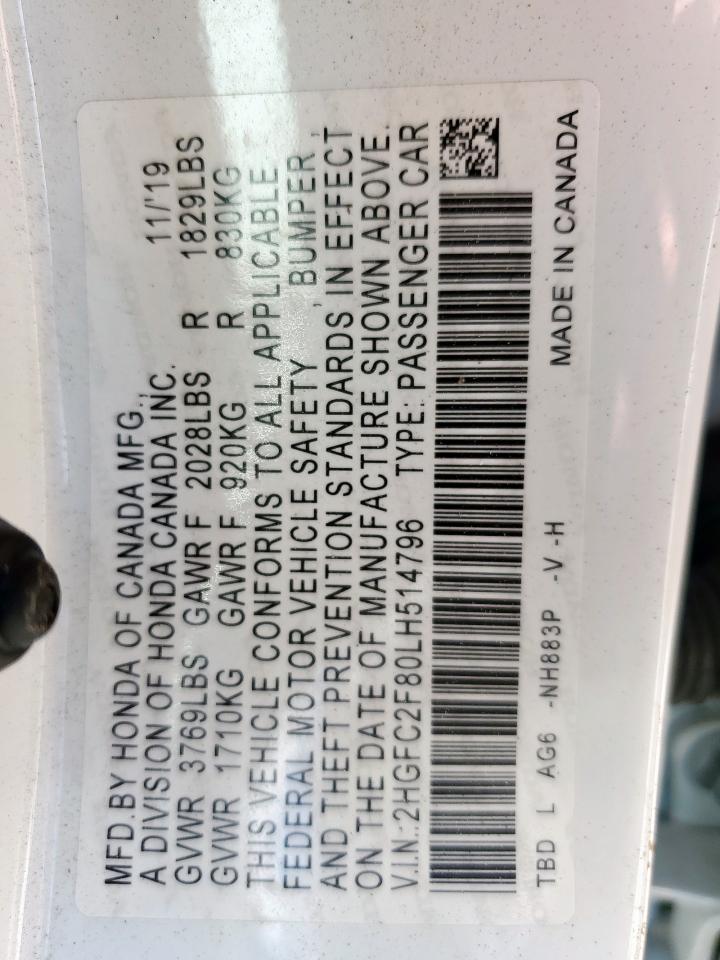 MFD.BY HONDA OF CANADA MFG., 11/'19
A DIVISION OF HONDA CANADA INC.
GVWR 3769LBS GAWR F 2028LBS R 1829LBS
GVWR 1710KG GAWR F 920KG R 830KG
THIS VEHICLE CONFORMS TO ALL APPLICABLE
FEDERAL MOTOR VEHICLE SAFETY , BUMPER ,
AND THEFT PREVENTION STANDARDS IN EFFECT
ON THE DATE OF MANUFACTURE SHOWN ABOVE.
V.I.N.:2HGFC2F80LH514796 TYPE: PASSENGER CAR
TBD L AG6 -NH883P -V -H MADE IN CANADA